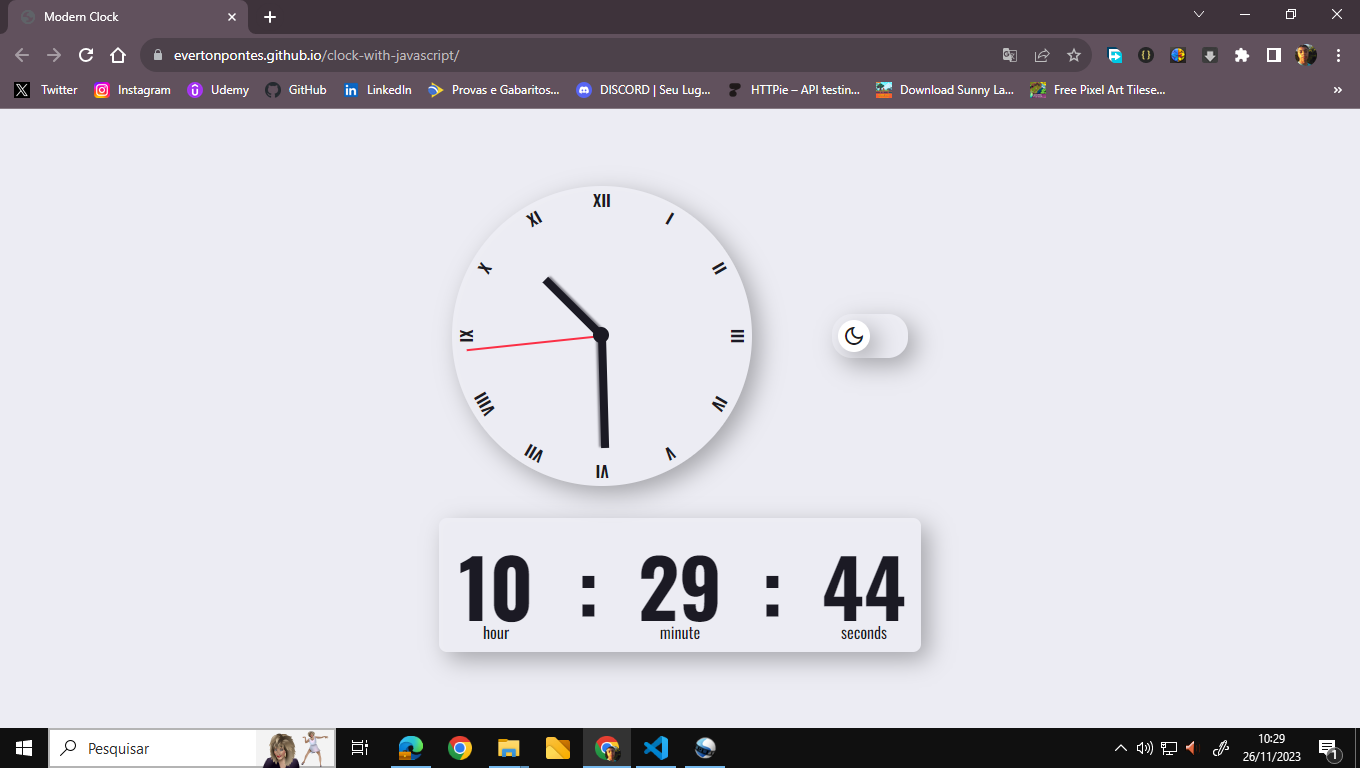 Modern Clock
evertonpontes.github.io/clock-with-javascript/
Twitter Instagram Udemy GitHub LinkedIn Provas e Gabaritos... DISCORD | Seu Lug... HTTPie – API testin... Download Sunny La... Free Pixel Art Tilese... »
XII
XI I
X II
IX III
VIII IV
VII V
VI
10 : 29 : 44
hour minute seconds
Pesquisar
10:29
26/11/2023
1